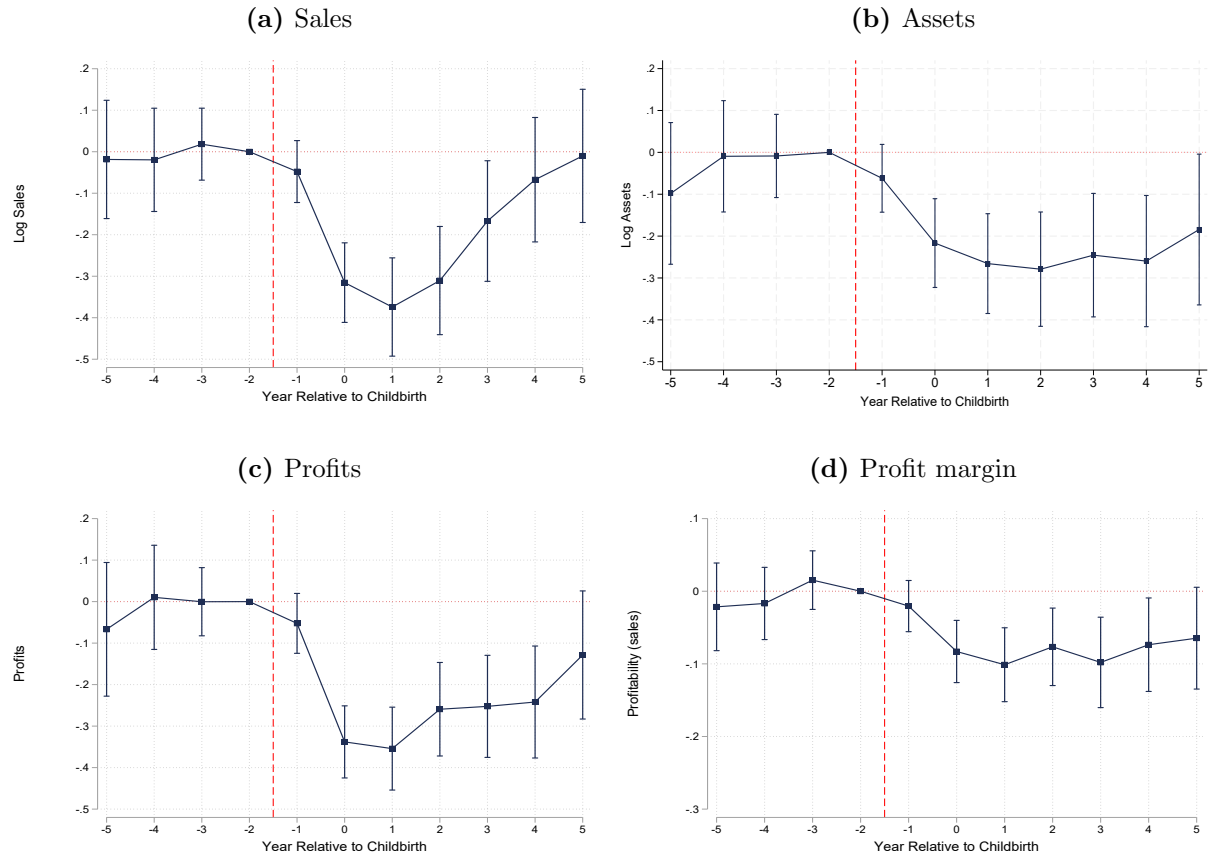 (a) Sales
.2
.1
0
-.1
-.2
-.3
-.4
-.5
Log Sales
-5 -4 -3 -2 -1 0 1 2 3 4 5
Year Relative to Childbirth
(b) Assets
.2
.1
0
-.1
-.2
-.3
-.4
-.5
Log Assets
-5 -4 -3 -2 -1 0 1 2 3 4 5
Year Relative to Childbirth
(c) Profits
.2
.1
0
-.1
-.2
-.3
-.4
-.5
Profits
-5 -4 -3 -2 -1 0 1 2 3 4 5
Year Relative to Childbirth
(d) Profit margin
.1
0
-.1
-.2
-.3
Profitability (sales)
-5 -4 -3 -2 -1 0 1 2 3 4 5
Year Relative to Childbirth